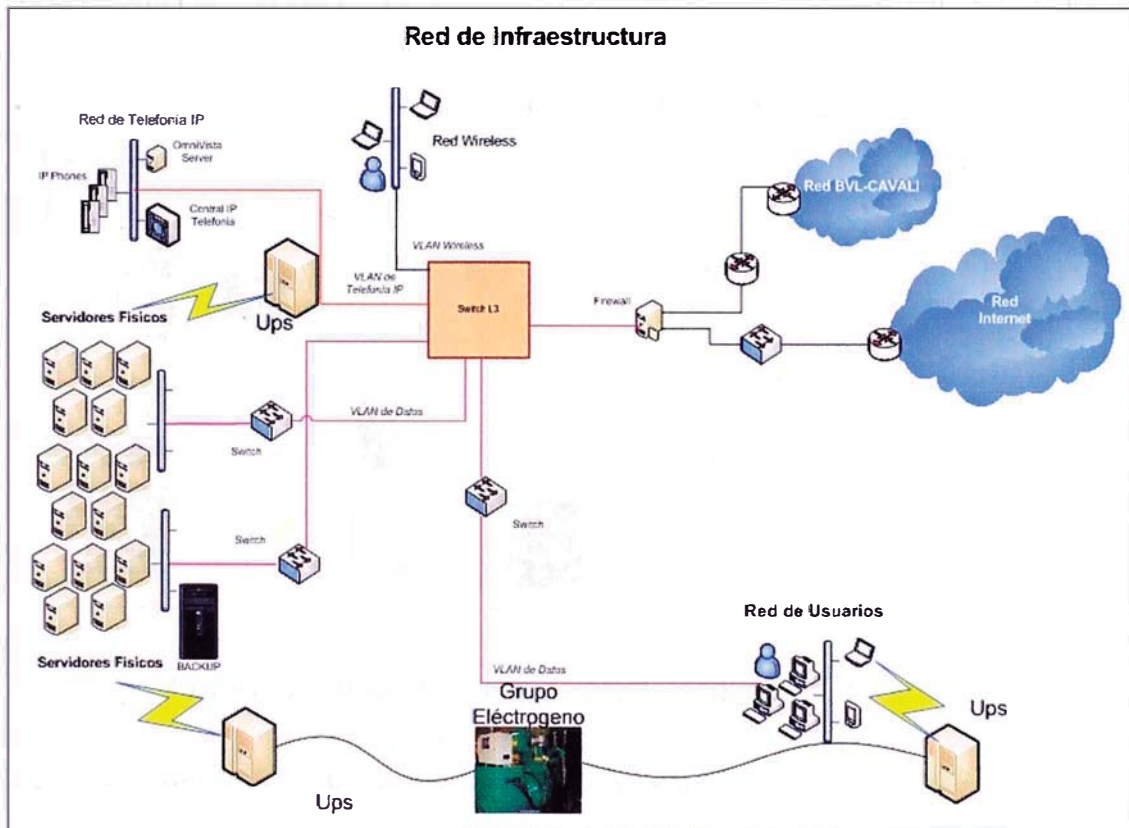 Red de Infraestructura
Red de Telefonía IP
OmniVista
Server
IP Phones
Central IP
Telefonía
Red Wireless
VLAN Wireless
VLAN de
Telefonía IP
Switch L3
Firewall
Red BVL-CAVALI
Red
Internet
Ups
Servidores Fisicos
VLAN de Datos
Switch
Switch
Switch
Servidores Fisicos
BACKUP
Red de Usuarios
VLAN de Datos
Grupo
Eléctrogeno
Ups
Ups